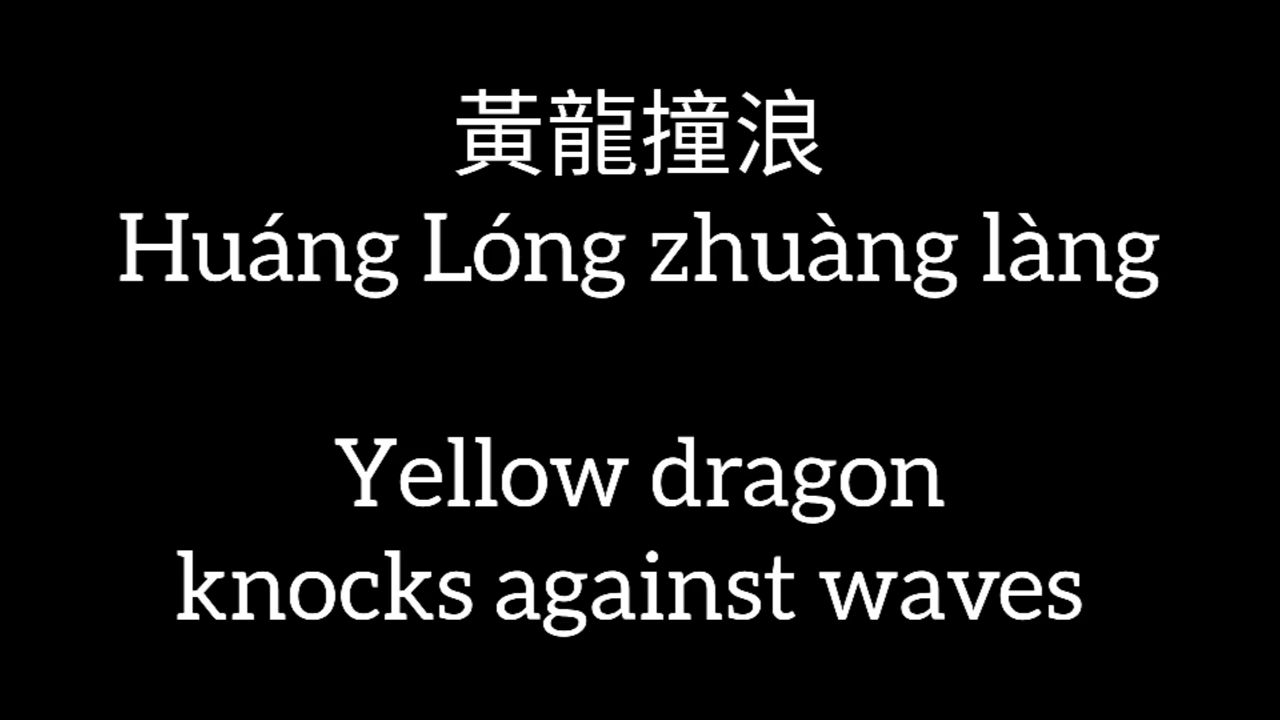 黃龍撞浪
Huáng Lóng zhuàng làng
Yellow dragon
knocks against waves